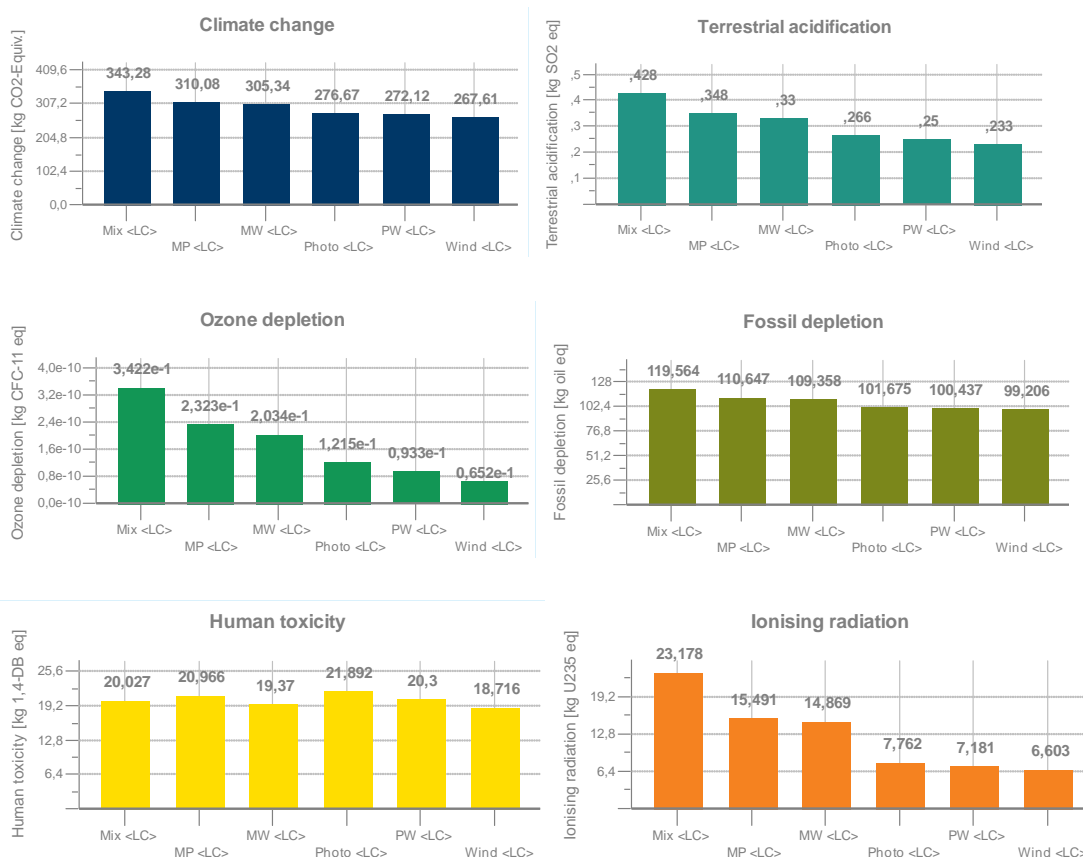 Climate change
Climate change [kg CO2-Equiv.]
409,6
307,2
204,8
102,4
0,0
343,28
310,08
305,34
276,67
272,12
267,61
Mix <LC>
MP <LC>
MW <LC>
Photo <LC>
PW <LC>
Wind <LC>
Terrestrial acidification
Terrestrial acidification [kg SO2 eq]
,5
,4
,3
,2
,1
,428
,348
,33
,266
,25
,233
Mix <LC>
MP <LC>
MW <LC>
Photo <LC>
PW <LC>
Wind <LC>
Ozone depletion
Ozone depletion [kg CFC-11 eq]
4,0e-10
3,2e-10
2,4e-10
1,6e-10
0,8e-10
0,0e-10
3,422e-1
2,323e-1
2,034e-1
1,215e-1
0,933e-1
0,652e-1
Mix <LC>
MP <LC>
MW <LC>
Photo <LC>
PW <LC>
Wind <LC>
Fossil depletion
Fossil depletion [kg oil eq]
128
102,4
76,8
51,2
25,6
119,564
110,647
109,358
101,675
100,437
99,206
Mix <LC>
MP <LC>
MW <LC>
Photo <LC>
PW <LC>
Wind <LC>
Human toxicity
Human toxicity [kg 1,4-DB eq]
25,6
19,2
12,8
6,4
20,027
20,966
19,37
21,892
20,3
18,716
Mix <LC>
MP <LC>
MW <LC>
Photo <LC>
PW <LC>
Wind <LC>
Ionising radiation
Ionising radiation [kg U235 eq]
19,2
12,8
6,4
23,178
15,491
14,869
7,762
7,181
6,603
Mix <LC>
MP <LC>
MW <LC>
Photo <LC>
PW <LC>
Wind <LC>